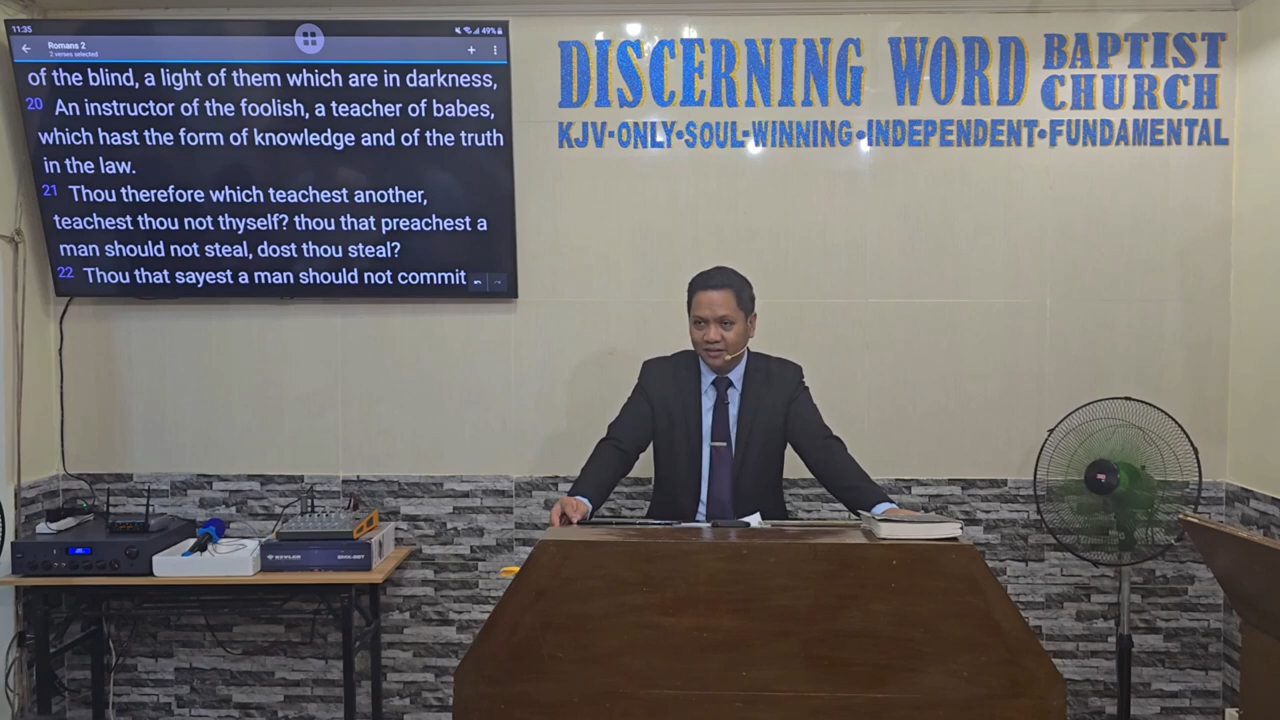 11:35
49%
Romans 2
2 verses selected
of the blind, a light of them which are in darkness,
20 An instructor of the foolish, a teacher of babes,
which hast the form of knowledge and of the truth
in the law.
21 Thou therefore which teachest another,
teachest thou not thyself? thou that preachest a
man should not steal, dost thou steal?
22 Thou that sayest a man should not commit
DISCERNING WORD BAPTIST CHURCH
KJV-ONLY•SOUL-WINNING•INDEPENDENT•FUNDAMENTAL
KEVLER